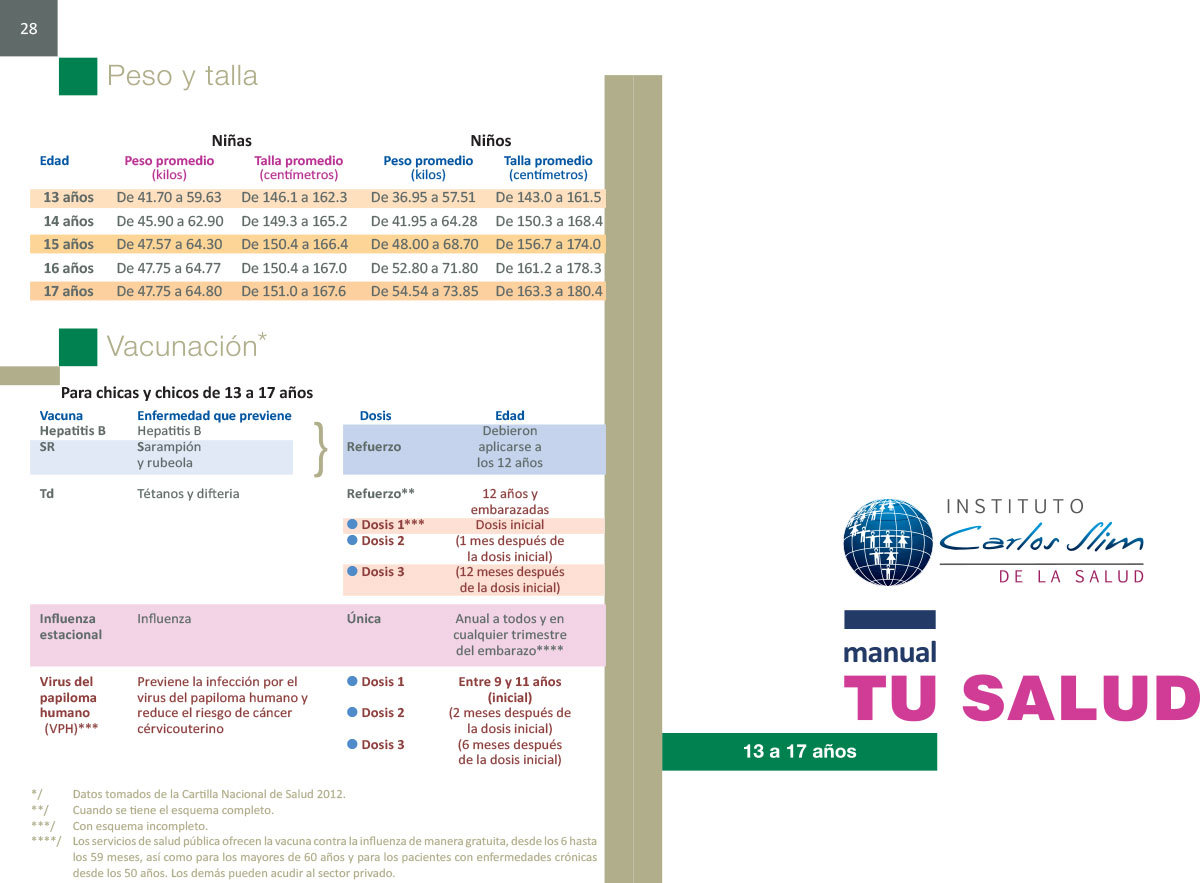 28
Peso y talla
Niñas Niños
Edad Peso promedio Talla promedio Peso promedio Talla promedio
(kilos) (centímetros) (kilos) (centímetros)
13 años De 41.70 a 59.63 De 146.1 a 162.3 De 36.95 a 57.51 De 143.0 a 161.5
14 años De 45.90 a 62.90 De 149.3 a 165.2 De 41.95 a 64.28 De 150.3 a 168.4
15 años De 47.57 a 64.30 De 150.4 a 166.4 De 48.00 a 68.70 De 156.7 a 174.0
16 años De 47.75 a 64.77 De 150.4 a 167.0 De 52.80 a 71.80 De 161.2 a 178.3
17 años De 47.75 a 64.80 De 151.0 a 167.6 De 54.54 a 73.85 De 163.3 a 180.4
Vacunación*
Para chicas y chicos de 13 a 17 años
Vacuna Enfermedad que previene Dosis Edad
Hepatitis B Hepatitis B } Debieron
SR Sarampión Refuerzo aplicarse a
y rubeola los 12 años
Td Tétanos y difteria Refuerzo** 12 años y
embarazadas
Dosis 1*** Dosis inicial
Dosis 2 (1 mes después de
la dosis inicial)
Dosis 3 (12 meses después
de la dosis inicial)
Influenza Influenza Única Anual a todos y en
estacional cualquier trimestre
del embarazo****
Virus del Previene la infección por el Dosis 1 Entre 9 y 11 años
papiloma virus del papiloma humano y (inicial)
humano reduce el riesgo de cáncer Dosis 2 (2 meses después de
(VPH)*** cérvicouterino la dosis inicial)
Dosis 3 (6 meses después
de la dosis inicial)
*/ Datos tomados de la Cartilla Nacional de Salud 2012.
**/ Cuando se tiene el esquema completo.
***/ Con esquema incompleto.
****/ Los servicios de salud pública ofrecen la vacuna contra la influenza de manera gratuita, desde los 6 hasta
los 59 meses, así como para los mayores de 60 años y para los pacientes con enfermedades crónicas
desde los 50 años. Los demás pueden acudir al sector privado.
INSTITUTO
Carlos Slim
DE LA SALUD
manual
TU SALUD
13 a 17 años